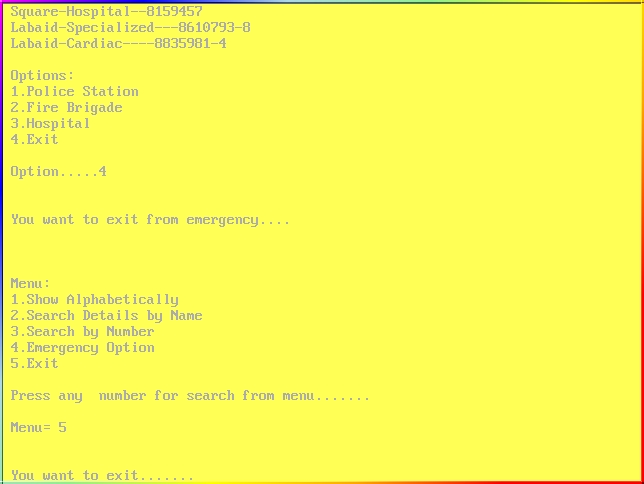 Square-Hospital--8159457
Labaid-Specialized---8610793-8
Labaid-Cardiac----8835981-4
Options:
1.Police Station
2.Fire Brigade
3.Hospital
4.Exit
Option.....4
You want to exit from emergency....
Menu:
1.Show Alphabetically
2.Search Details by Name
3.Search by Number
4.Emergency Option
5.Exit
Press any  number for search from menu.......
Menu= 5
You want to exit.......